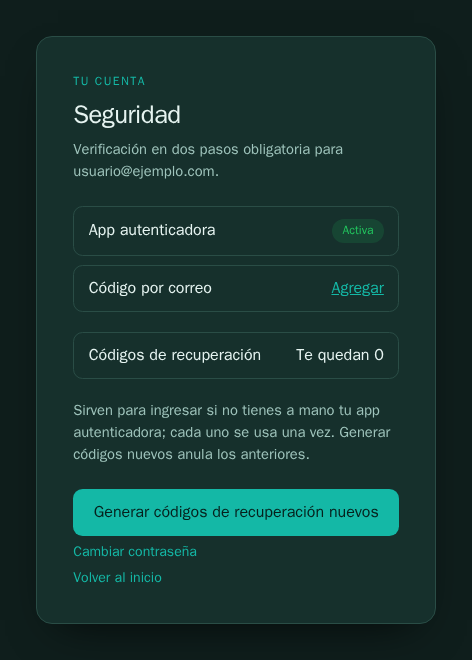 TU CUENTA
Seguridad
Verificación en dos pasos obligatoria para
usuario@ejemplo.com.
App autenticadora Activa
Código por correo Agregar
Códigos de recuperación Te quedan 0
Sirven para ingresar si no tienes a mano tu app
autenticadora; cada uno se usa una vez. Generar
códigos nuevos anula los anteriores.
Generar códigos de recuperación nuevos
Cambiar contraseña
Volver al inicio